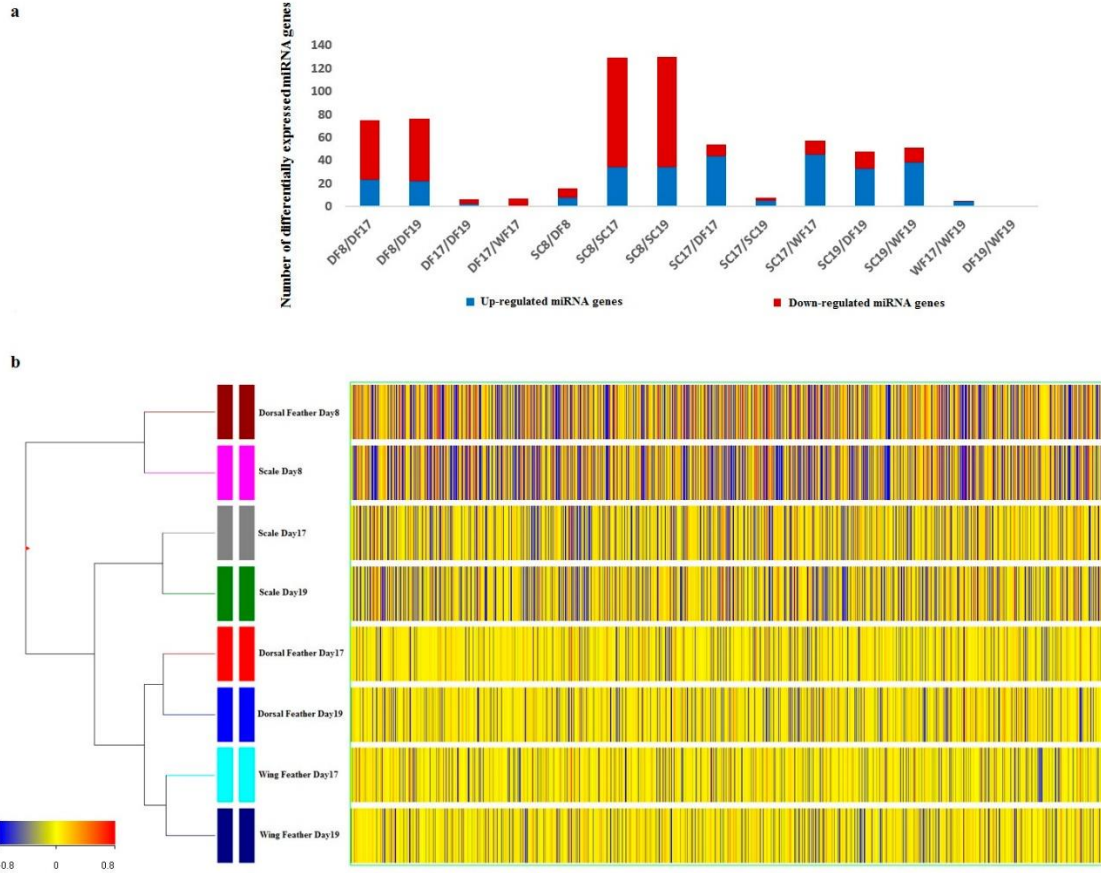 a
Number of differentially expressed miRNA genes
140
120
100
80
60
40
20
0
DF8/DF17
DF8/DF19
DF17/DF19
DF17/WF17
SC8/DF8
SC8/SC17
SC8/SC19
SC17/DF17
SC17/SC19
SC17/WF17
SC19/DF19
SC19/WF19
WF17/WF19
DF19/WF19
Up-regulated miRNA genes
Down-regulated miRNA genes
b
Dorsal Feather Day8
Scale Day8
Scale Day17
Scale Day19
Dorsal Feather Day17
Dorsal Feather Day19
Wing Feather Day17
Wing Feather Day19
0.8 0 0.8